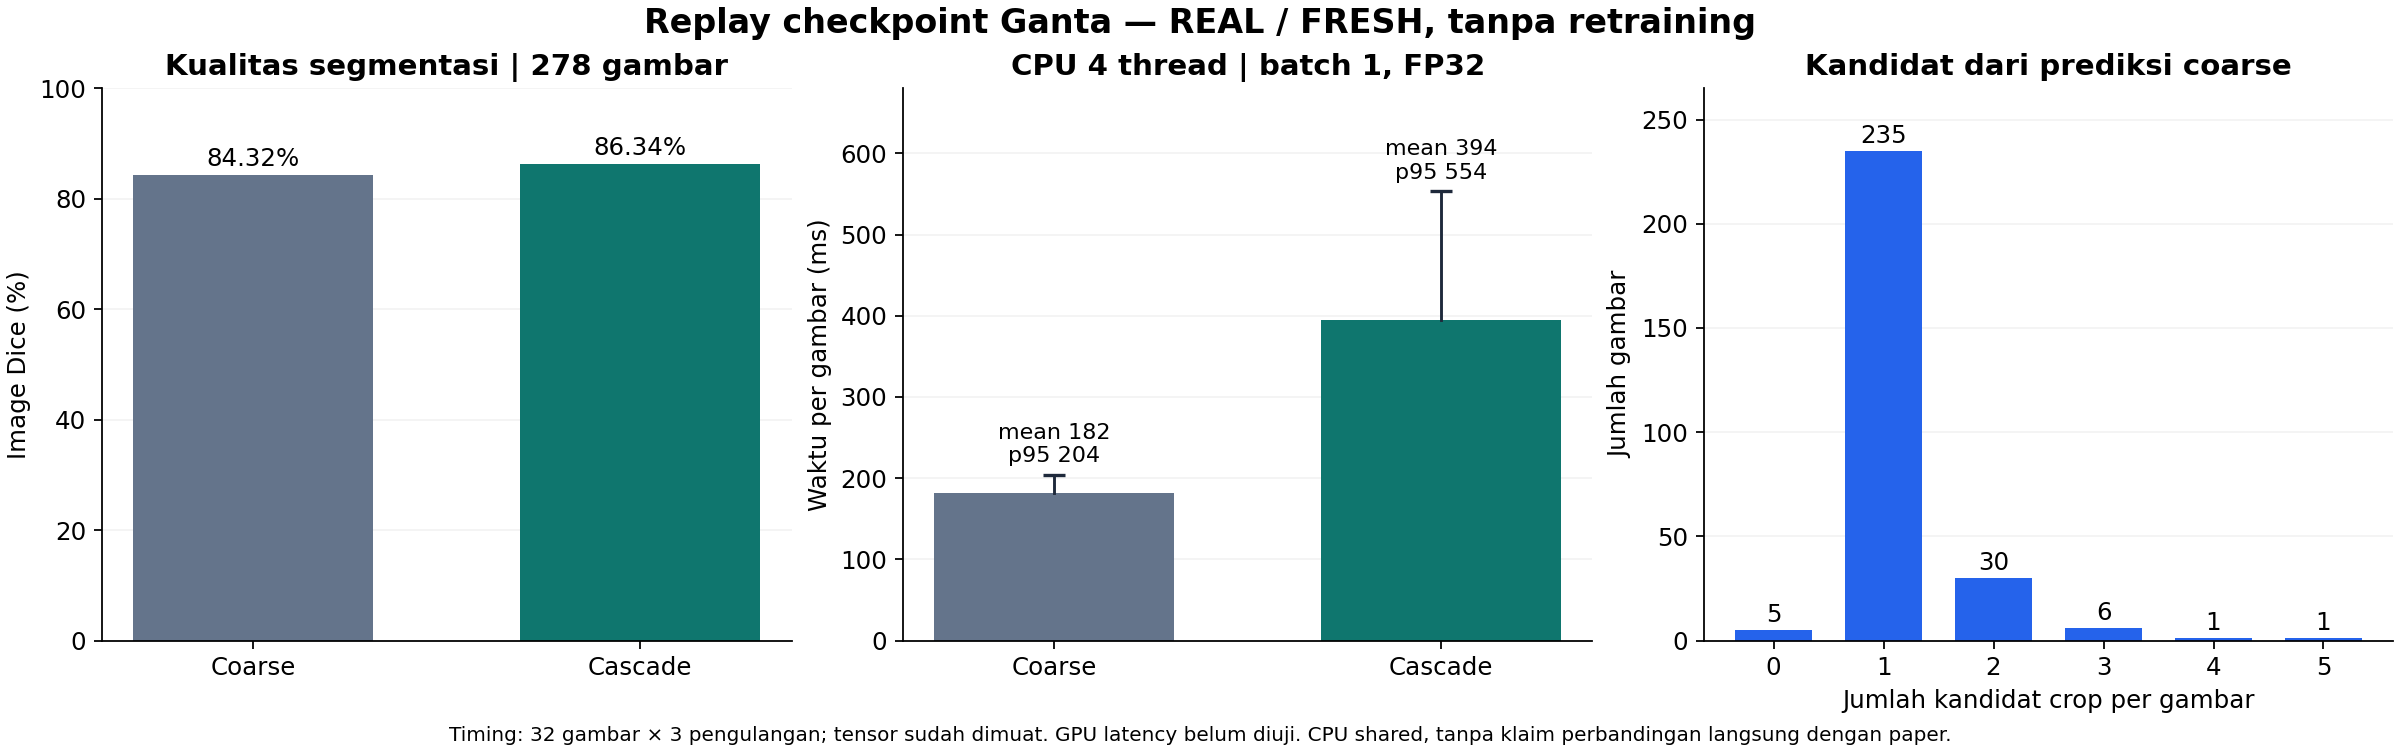 Replay checkpoint Ganta — REAL / FRESH, tanpa retraining
Kualitas segmentasi | 278 gambar
Image Dice (%)
100
80
60
40
20
0
84.32%
86.34%
Coarse
Cascade
CPU 4 thread | batch 1, FP32
Waktu per gambar (ms)
600
500
400
300
200
100
0
mean 182
p95 204
mean 394
p95 554
Coarse
Cascade
Kandidat dari prediksi coarse
Jumlah gambar
250
200
150
100
50
0
5
235
30
6
1
1
0
1
2
3
4
5
Jumlah kandidat crop per gambar
Timing: 32 gambar × 3 pengulangan; tensor sudah dimuat. GPU latency belum diuji. CPU shared, tanpa klaim perbandingan langsung dengan paper.